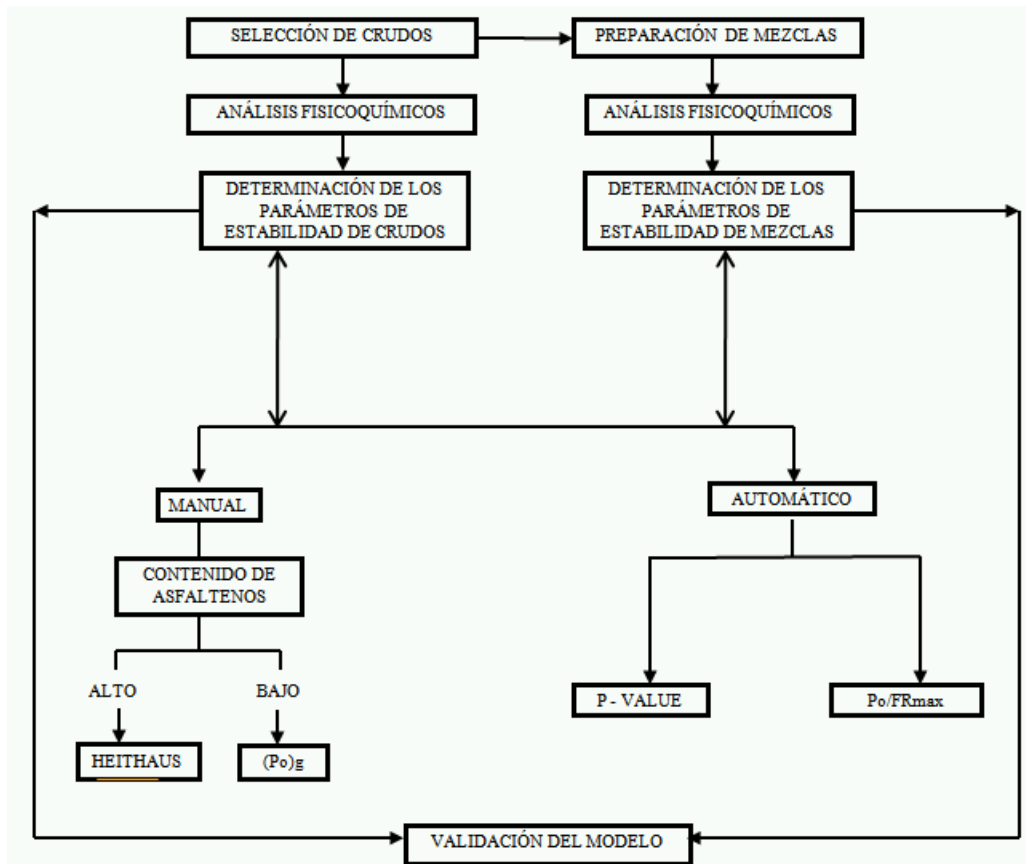 SELECCIÓN DE CRUDOS
PREPARACIÓN DE MEZCLAS
ANÁLISIS FISICOQUÍMICOS
ANÁLISIS FISICOQUÍMICOS
DETERMINACIÓN DE LOS
PARÁMETROS DE
ESTABILIDAD DE CRUDOS
DETERMINACIÓN DE LOS
PARÁMETROS DE
ESTABILIDAD DE MEZCLAS
MANUAL
AUTOMÁTICO
CONTENIDO DE
ASFALTENOS
ALTO
BAJO
P - VALUE
Po/FRmax
HEITHAUS
(Po)g
VALIDACIÓN DEL MODELO